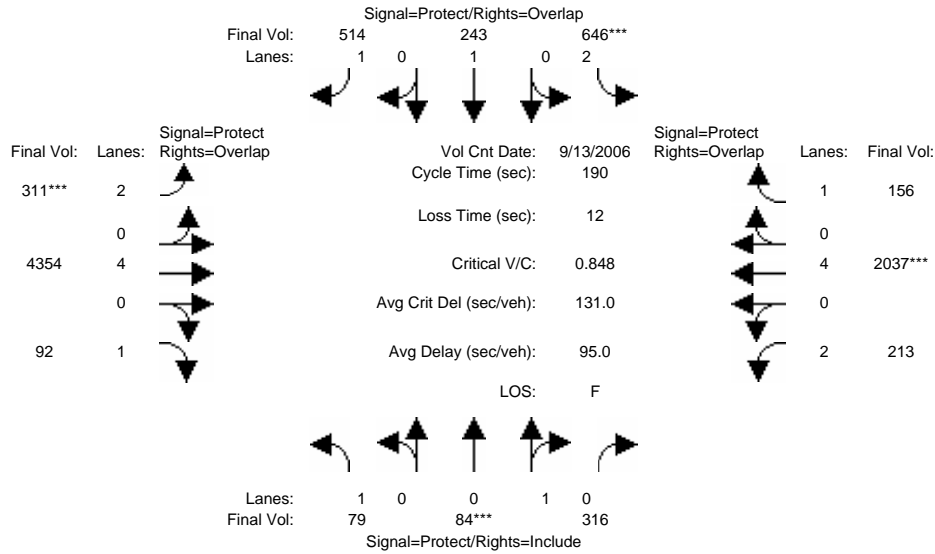 Signal=Protect/Rights=Overlap
Final Vol: 514 243 646***
Lanes: 1 0 1 0 2
Signal=Protect
Final Vol: Lanes: Rights=Overlap
Vol Cnt Date: 9/13/2006
Signal=Protect
Rights=Overlap Lanes: Final Vol:
Cycle Time (sec): 190
311*** 2
1 156
Loss Time (sec): 12
0
0
4354 4
Critical V/C: 0.848
4 2037***
0
Avg Crit Del (sec/veh): 131.0
0
92 1
Avg Delay (sec/veh): 95.0
2 213
LOS: F
Lanes: 1 0 0 1 0
Final Vol: 79 84*** 316
Signal=Protect/Rights=Include